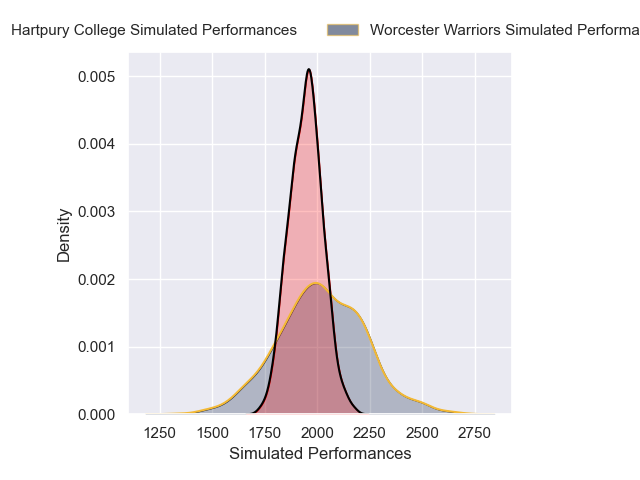 Hartpury College Simulated Performances Worcester Warriors Simulated Performa
0.005
0.004
0.003
0.002
0.001
0.000
Density
1250 1500 1750 2000 2250 2500 2750
Simulated Performances